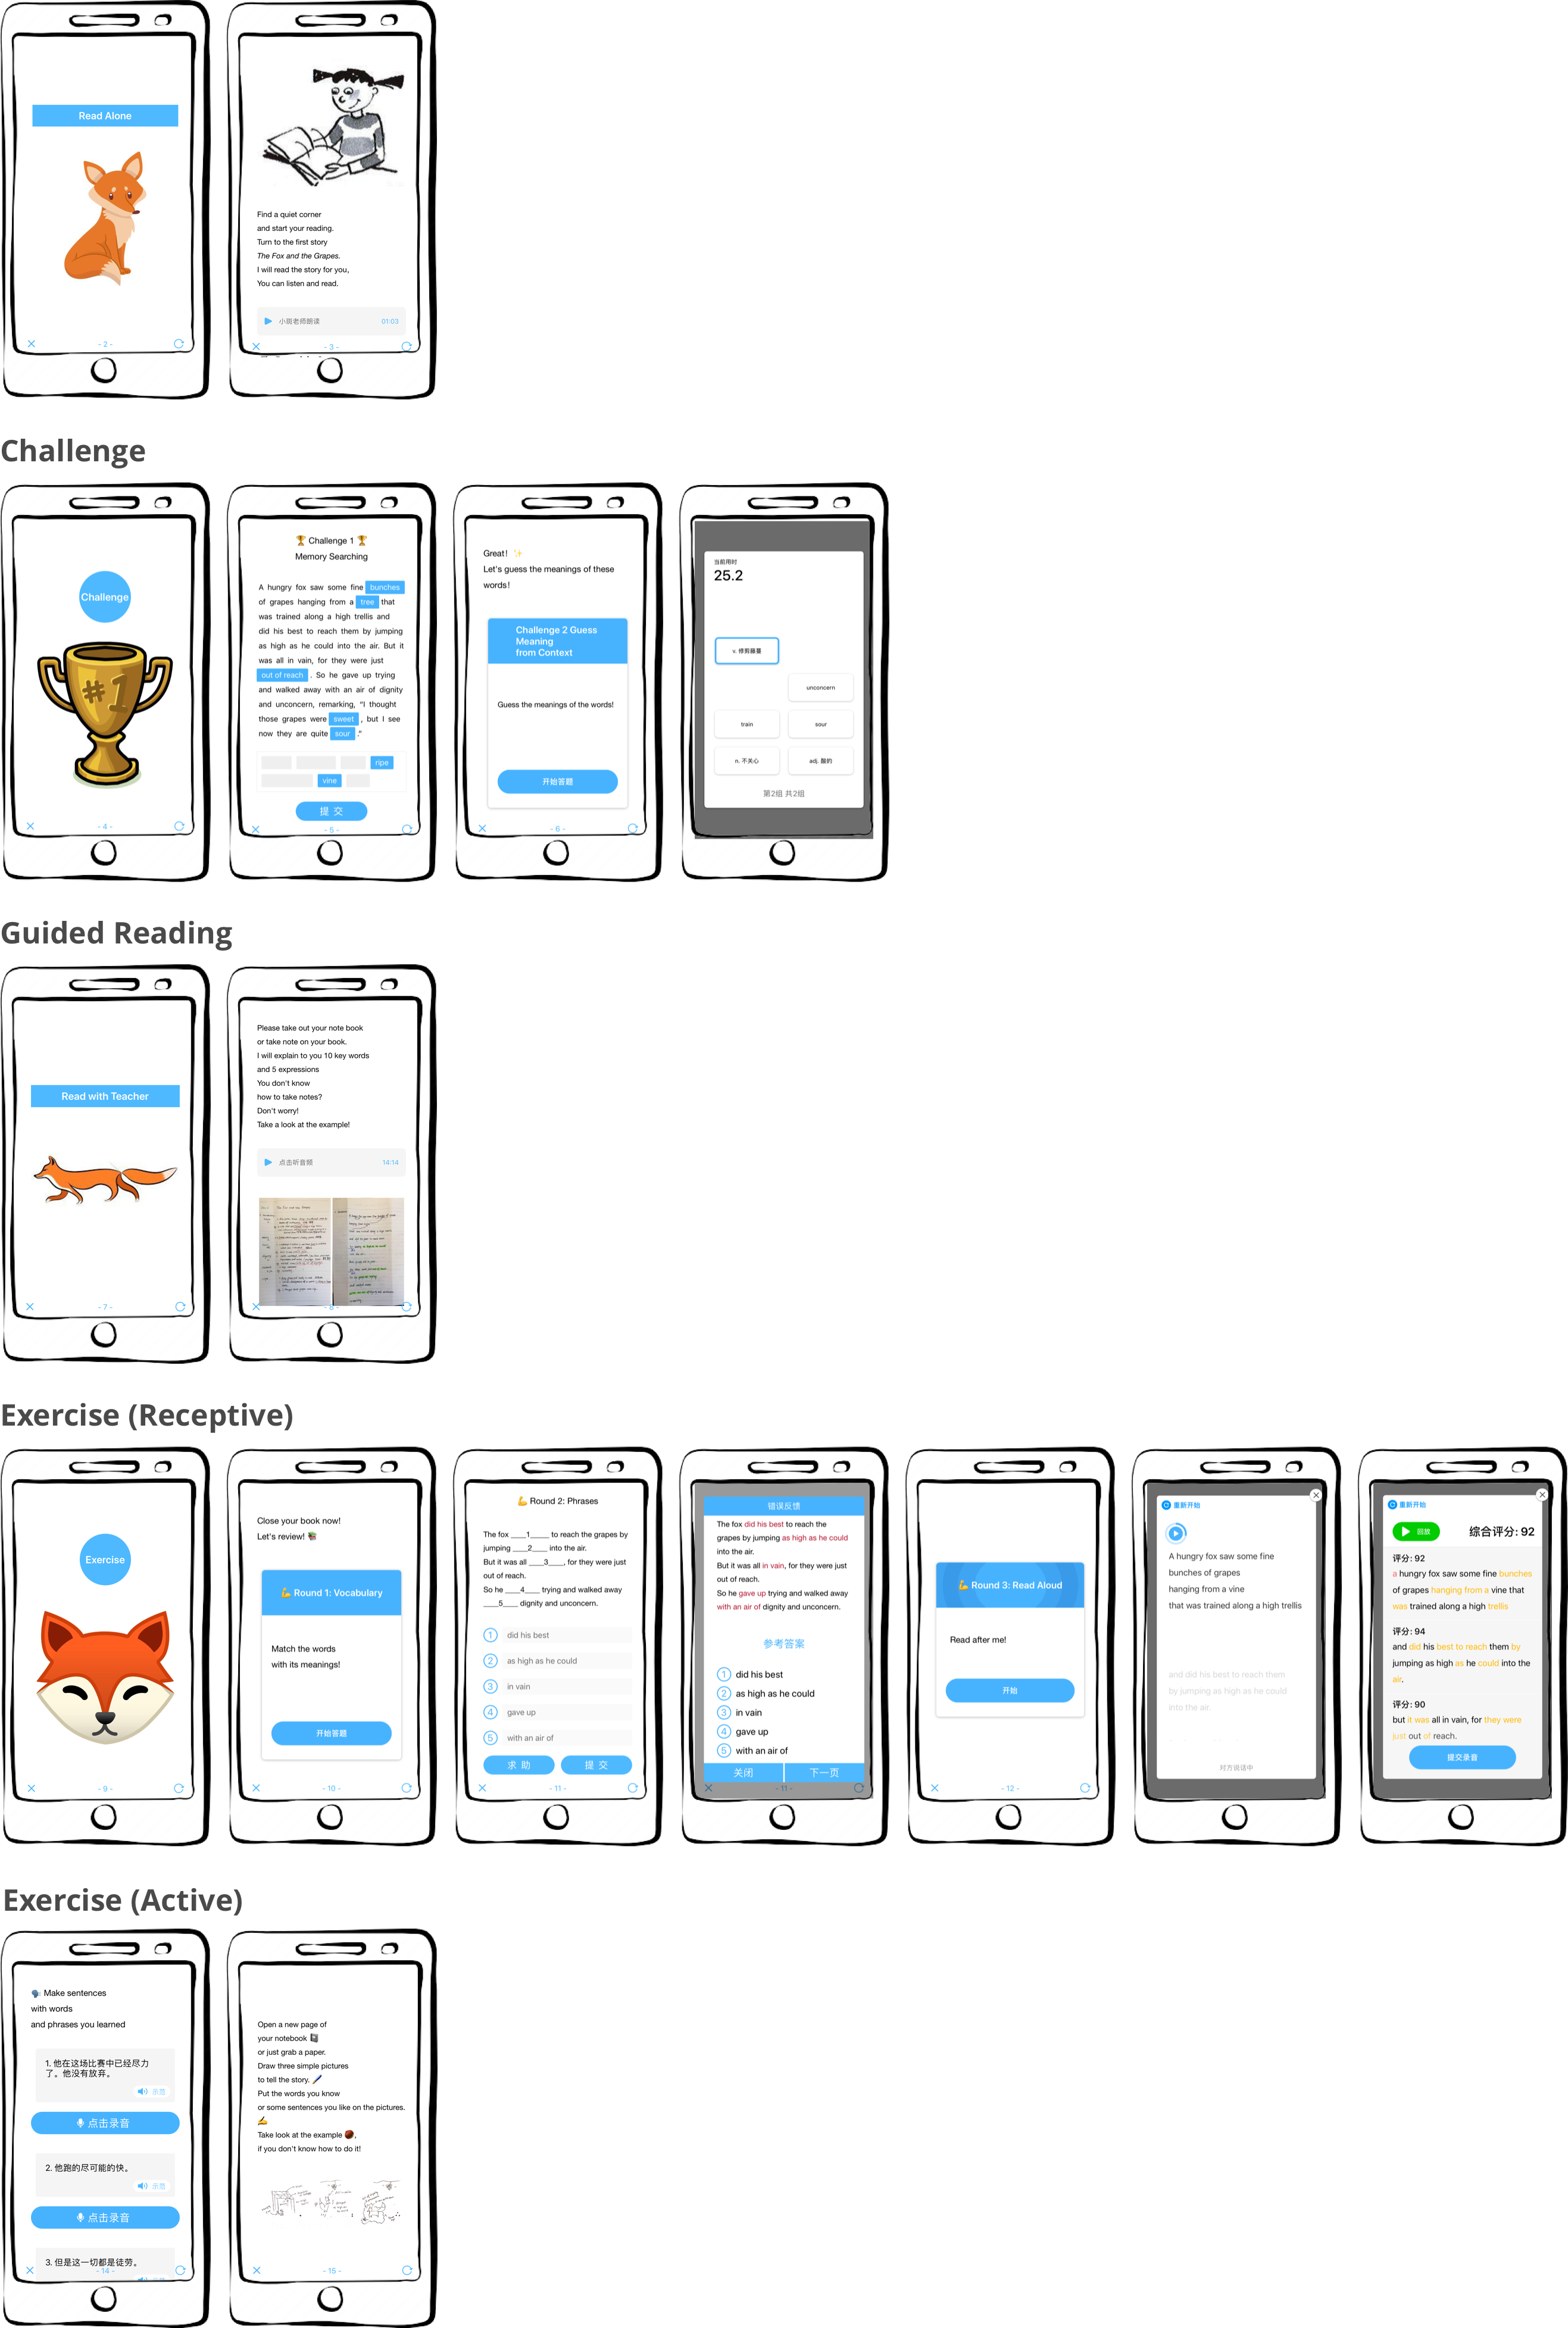 Read Alone
- 2 -
Find a quiet corner
and start your reading.
Turn to the first story
The Fox and the Grapes.
I will read the story for you,
You can listen and read.
小斑老师朗读 01:03
- 3 -
Challenge
Challenge
#1
- 4 -
Challenge 1
Memory Searching
A hungry fox saw some fine bunches
of grapes hanging from a tree that
was trained along a high trellis and
did his best to reach them by jumping
as high as he could into the air. But it
was all in vain, for they were just
out of reach . So he gave up trying
and walked away with an air of dignity
and unconcern, remarking, "I thought
those grapes were sweet , but I see
now they are quite sour ."
ripe
vine
提 交
- 5 -
Great! ✨
Let's guess the meanings of these
words!
Challenge 2 Guess
Meaning
from Context
Guess the meanings of the words!
开始答题
- 6 -
当前用时
25.2
v. 修剪藤蔓
unconcern
train
sour
n. 不关心
adj. 酸的
第2组 共2组
Guided Reading
Read with Teacher
- 7 -
Please take out your note book
or take note on your book.
I will explain to you 10 key words
and 5 expressions
You don't know
how to take notes?
Don't worry!
Take a look at the example!
点击听音频 14:14
- 8 -
Exercise (Receptive)
Exercise
- 9 -
Close your book now!
Let's review!
Round 1: Vocabulary
Match the words
with its meanings!
开始答题
- 10 -
Round 2: Phrases
The fox ____1____ to reach the grapes by
jumping ____2____ into the air.
But it was all ____3____, for they were just
out of reach.
So he ____4____ trying and walked away
____5____ dignity and unconcern.
1 did his best
2 as high as he could
3 in vain
4 gave up
5 with an air of
求 助 提 交
- 11 -
错误反馈
The fox did his best to reach the
grapes by jumping as high as he could
into the air.
But it was all in vain, for they were just
out of reach.
So he gave up trying and walked away
with an air of dignity and unconcern.
参考答案
1 did his best
2 as high as he could
3 in vain
4 gave up
5 with an air of
关闭 下一页
- 11 -
Round 3: Read Aloud
Read after me!
开始
- 12 -
重新开始
A hungry fox saw some fine
bunches of grapes
hanging from a vine
that was trained along a high trellis
and did his best to reach them
by jumping as high as he could
into the air.
对方说话中
重新开始
回放 综合评分: 92
评分: 92
a hungry fox saw some fine bunches
of grapes hanging from a vine that
was trained along a high trellis
评分: 94
and did his best to reach them by
jumping as high as he could into the
air.
评分: 90
but it was all in vain, for they were
just out of reach.
提交录音
Exercise (Active)
Make sentences
with words
and phrases you learned
1. 他在这场比赛中已经尽力
了。他没有放弃。
示范
点击录音
2. 他跑的尽可能的快。
示范
点击录音
3. 但是这一切都是徒劳。
- 14 -
Open a new page of
your notebook
or just grab a paper.
Draw three simple pictures
to tell the story.
Put the words you know
or some sentences you like on the pictures.
Take look at the example ,
if you don't know how to do it!
- 15 -